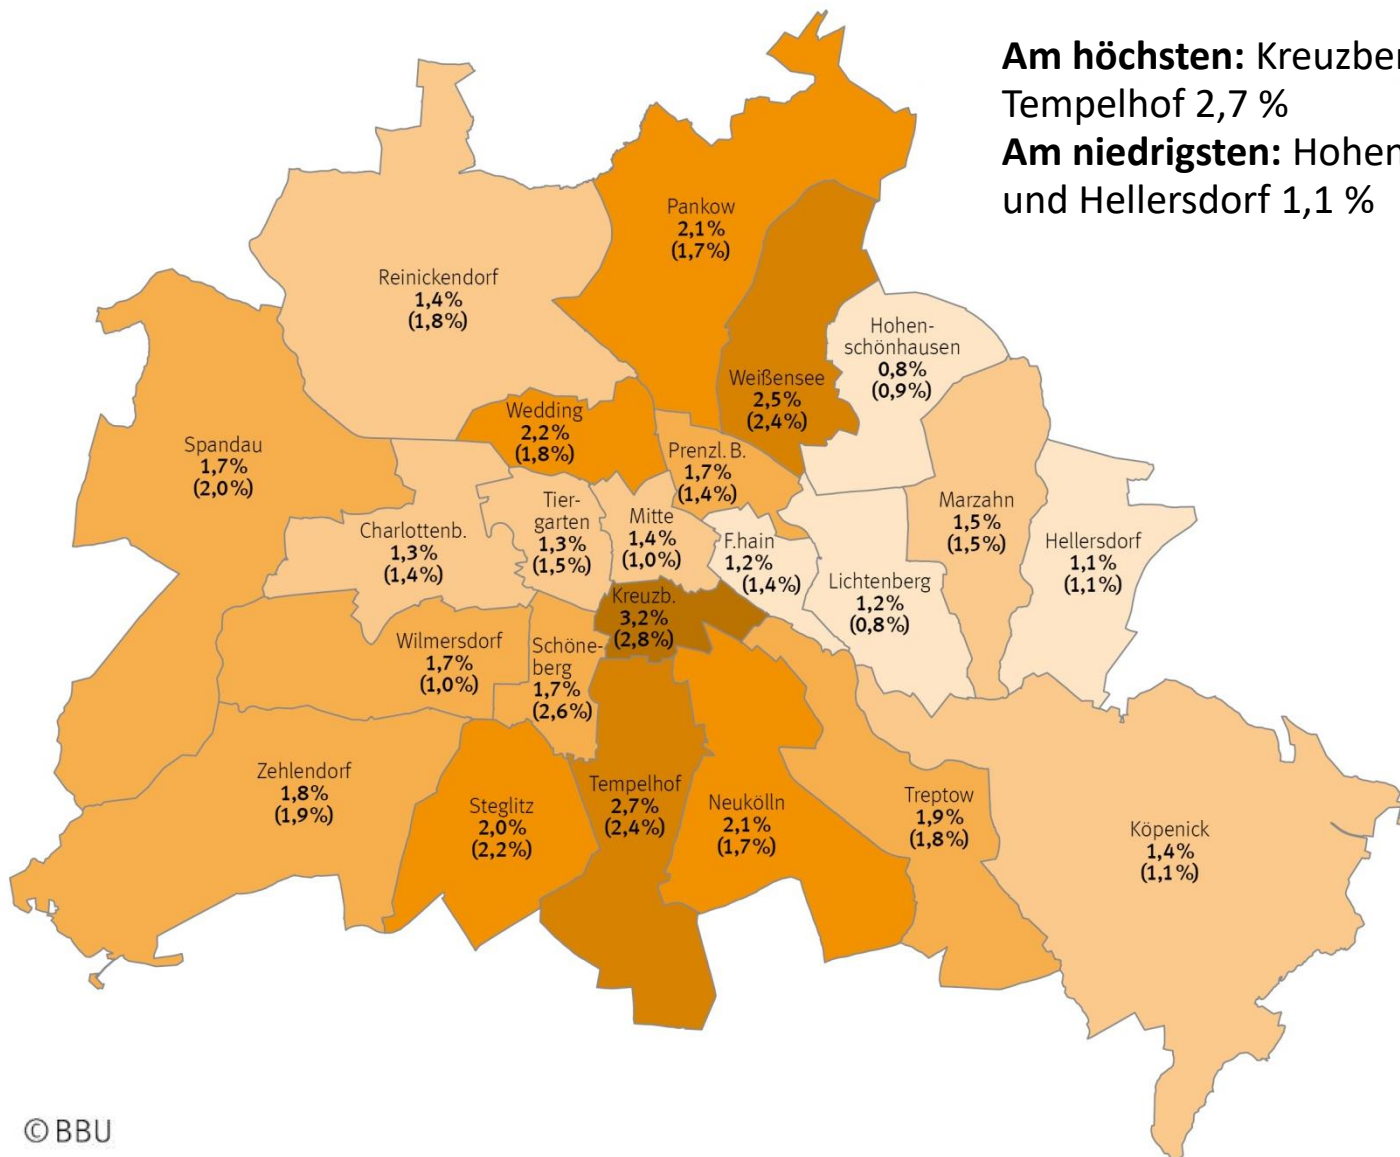 Am höchsten:
Tempelhof 2,7 %
Am niedrigsten:
und Hellersdorf 1,1 %
Pankow
2,1%
(1,7%)
Reinickendorf
1,4%
(1,8%)
Hohen-
schönhausen
0,8%
(0,9%)
Weißensee
2,5%
(2,4%)
Wedding
2,2%
(1,8%)
Spandau
1,7%
(2,0%)
Prenzl. B.
1,7%
(1,4%)
Marzahn
1,5%
(1,5%)
Tier-
garten
1,3%
(1,5%)
Mitte
1,4%
(1,0%)
Charlottenb.
1,3%
(1,4%)
F.hain
1,2%
(1,4%)
Hellersdorf
1,1%
(1,1%)
Lichtenberg
1,2%
(0,8%)
Kreuzb.
3,2%
(2,8%)
Wilmersdorf
1,7%
(1,0%)
Schöne-
berg
1,7%
(2,6%)
Zehlendorf
1,8%
(1,9%)
Steglitz
2,0%
(2,2%)
Tempelhof
2,7%
(2,4%)
Neukölln
2,1%
(1,7%)
Treptow
1,9%
(1,8%)
Köpenick
1,4%
(1,1%)
© BBU